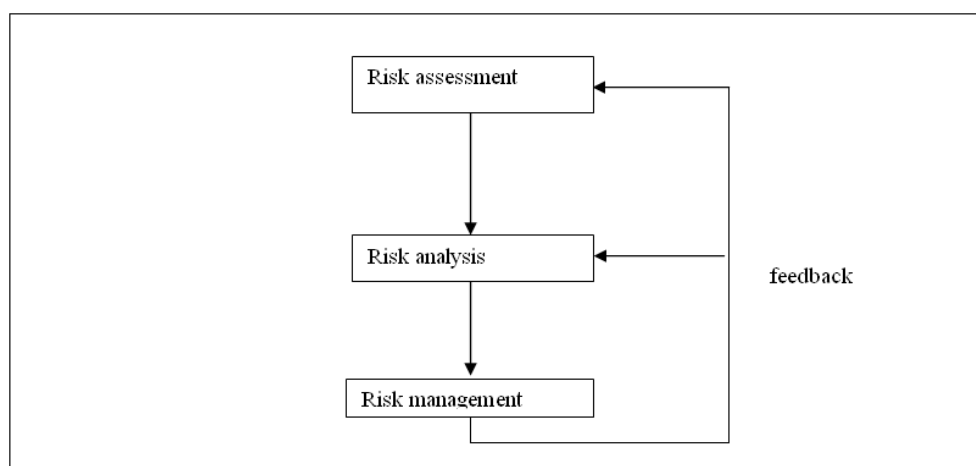 Risk assessment
Risk analysis
feedback
Risk management